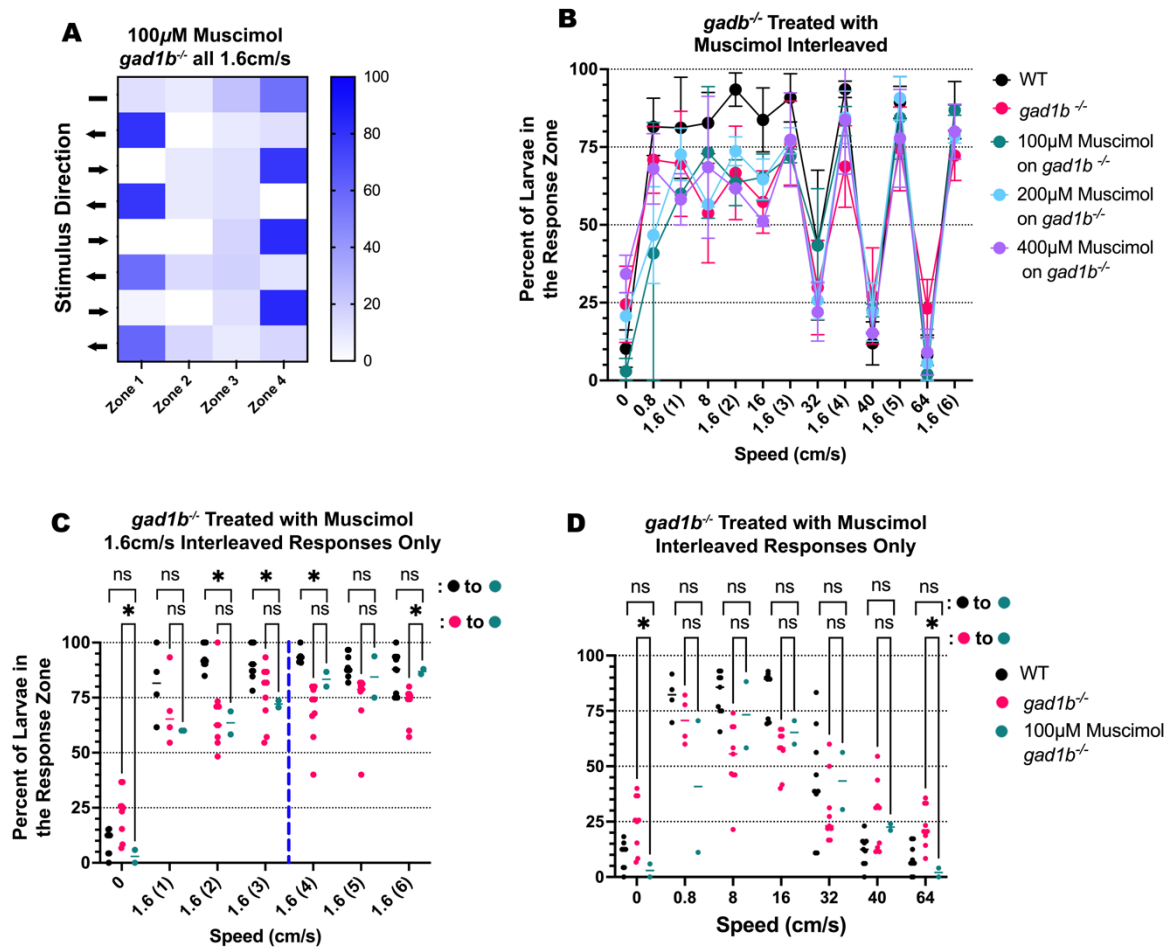 A
100µM Muscimol
gad1b-/- all 1.6cm/s
Stimulus Direction
100
80
60
40
20
0
Zone 1
Zone 2
Zone 3
Zone 4
B
gadb-/- Treated with
Muscimol Interleaved
Percent of Larvae in
the Response Zone
100
75
50
25
0
0
0.8
1.6 (1)
8
1.6 (2)
16
1.6 (3)
32
1.6 (4)
40
1.6 (5)
64
1.6 (6)
Speed (cm/s)
WT
gad1b -/-
100µM Muscimol
on gad1b -/-
200µM Muscimol
on gad1b-/-
400µM Muscimol
on gad1b-/-
C
gad1b-/- Treated with Muscimol
1.6cm/s Interleaved Responses Only
ns ns * * * ns ns
* ns ns ns ns ns *
: to
: to
Percent of Larvae in
the Response Zone
100
75
50
25
0
0
1.6 (1)
1.6 (2)
1.6 (3)
1.6 (4)
1.6 (5)
1.6 (6)
Speed (cm/s)
D
gad1b-/- Treated with Muscimol
Interleaved Responses Only
ns ns ns ns ns ns ns
* ns ns ns ns ns *
: to
: to
100
75
50
25
0
0
0.8
8
16
32
40
64
Speed (cm/s)
WT
gad1b-/-
100µM Muscimol
gad1b-/-